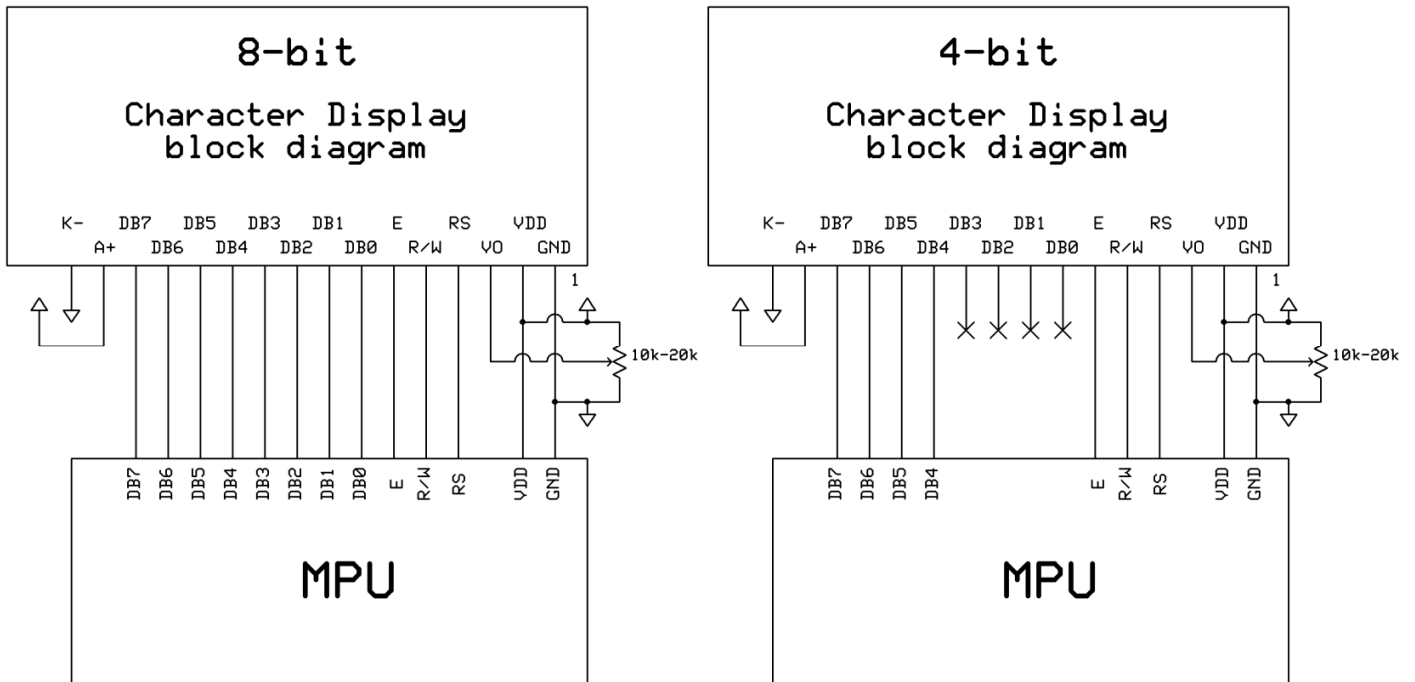 8-bit
Character Display
block diagram
K- DB7 DB5 DB3 DB1 E RS VDD
A+ DB6 DB4 DB2 DB0 R/W VO GND
1
10k-20k
DB7 DB6 DB5 DB4 DB3 DB2 DB1 DB0 E R/W RS VDD GND
MPU
4-bit
Character Display
block diagram
K- DB7 DB5 DB3 DB1 E RS VDD
A+ DB6 DB4 DB2 DB0 R/W VO GND
1
10k-20k
DB7 DB6 DB5 DB4 E R/W RS VDD GND
MPU